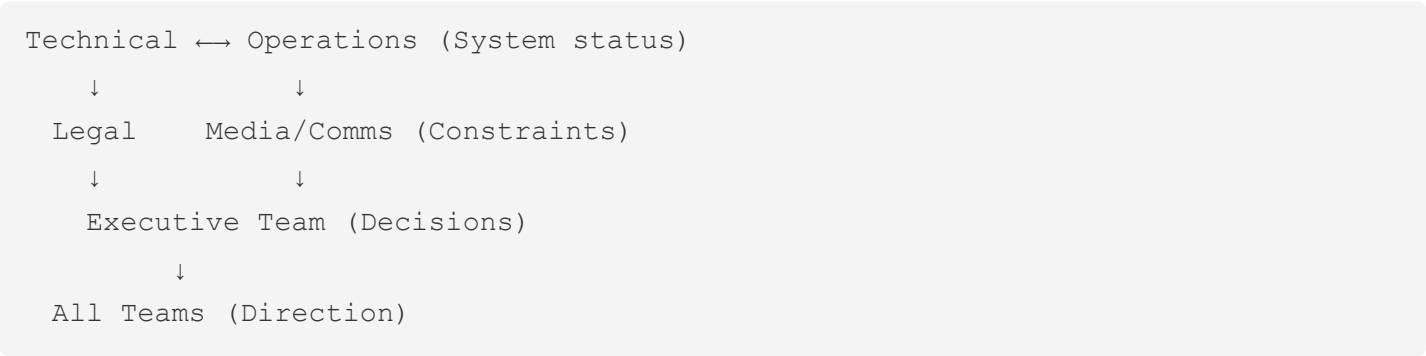 Technical ←→ Operations (System status)
↓ ↓
Legal Media/Comms (Constraints)
↓ ↓
Executive Team (Decisions)
↓
All Teams (Direction)